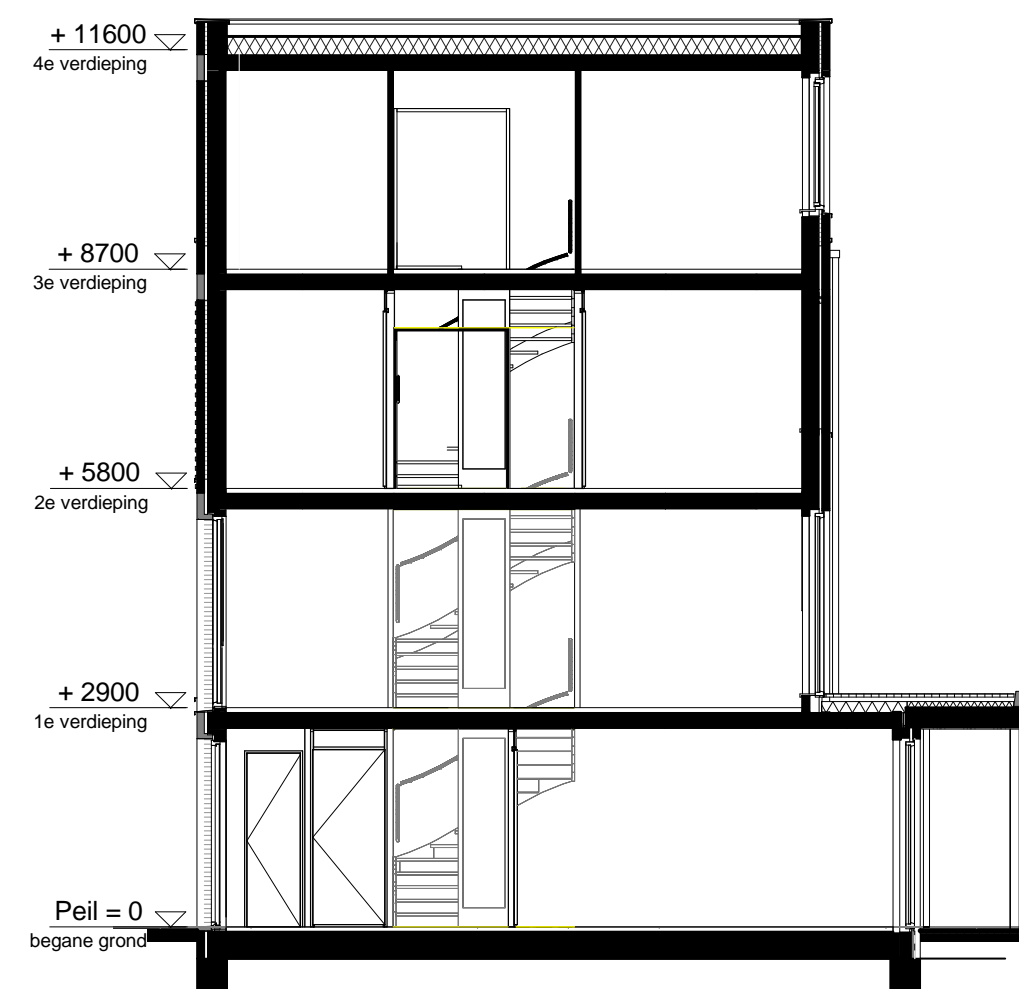 + 11600
4e verdieping
+ 8700
3e verdieping
+ 5800
2e verdieping
+ 2900
1e verdieping
Peil = 0
begane grond